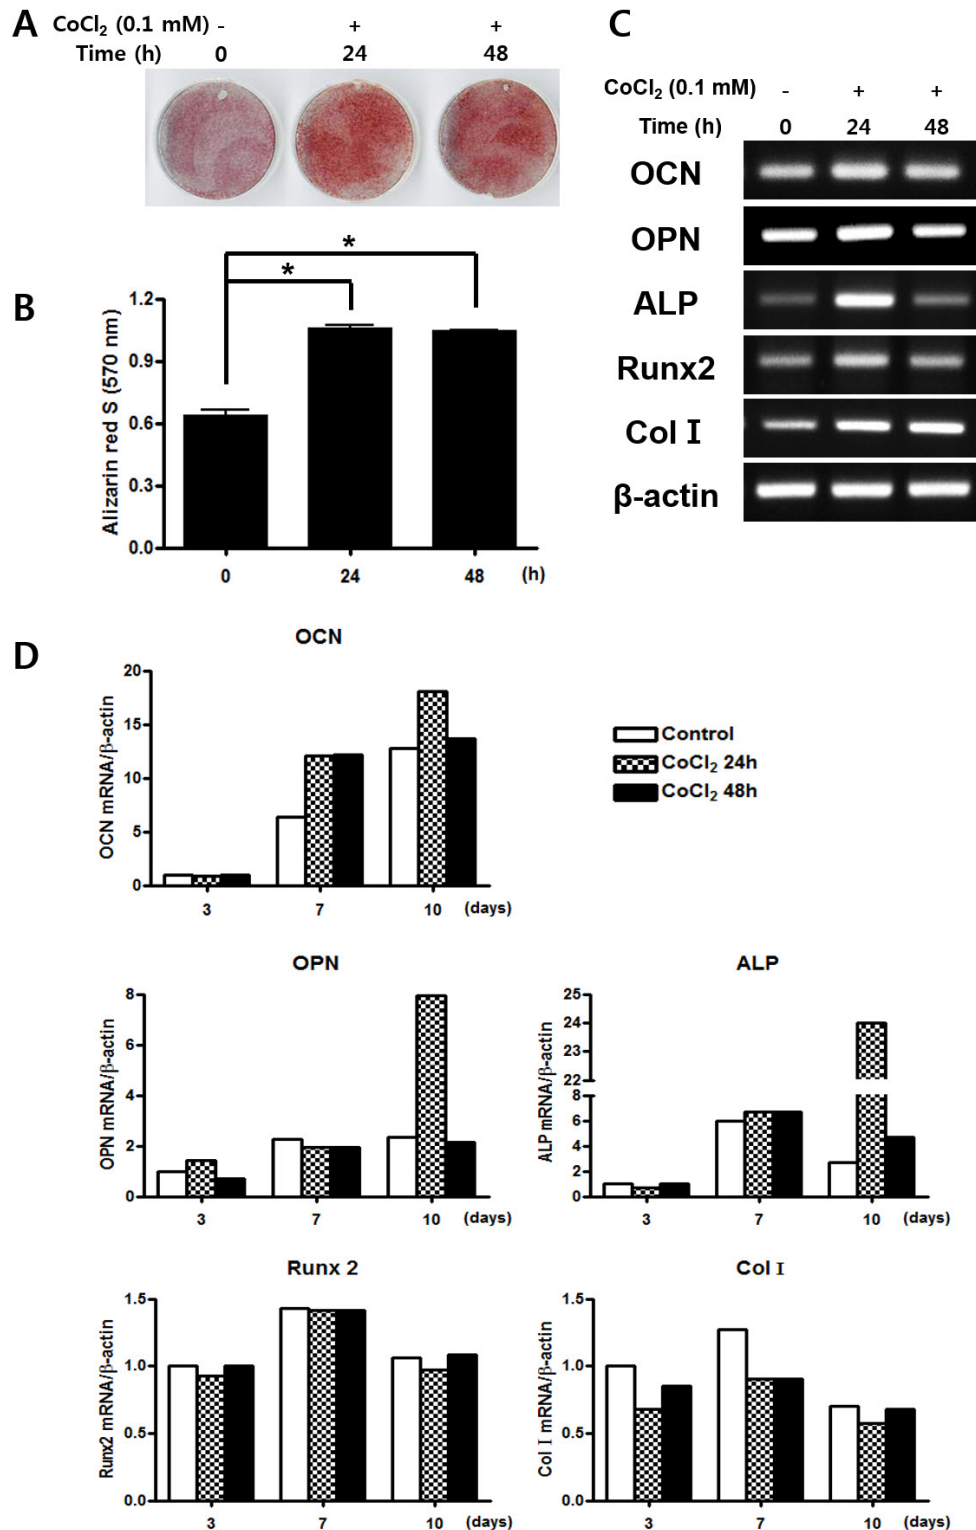 A
CoCl₂ (0.1 mM) - + +
Time (h) 0 24 48
B
Alizarin red S (570 nm)
1.2
0.9
0.6
0.3
0.0
* *
0 24 48 (h)
C
CoCl₂ (0.1 mM) - + +
Time (h) 0 24 48
OCN
OPN
ALP
Runx2
Col I
β-actin
D
OCN
OCN mRNA/β-actin
20
15
10
5
0
3 7 10 (days)
Control
CoCl₂ 24h
CoCl₂ 48h
OPN
OPN mRNA/β-actin
8
6
4
2
0
3 7 10 (days)
ALP
ALP mRNA/β-actin
25
24
23
22
8
6
4
2
0
3 7 10 (days)
Runx 2
Runx2 mRNA/β-actin
1.5
1.0
0.5
0.0
3 7 10 (days)
Col I
Col I mRNA/β-actin
1.5
1.0
0.5
0.0
3 7 10 (days)